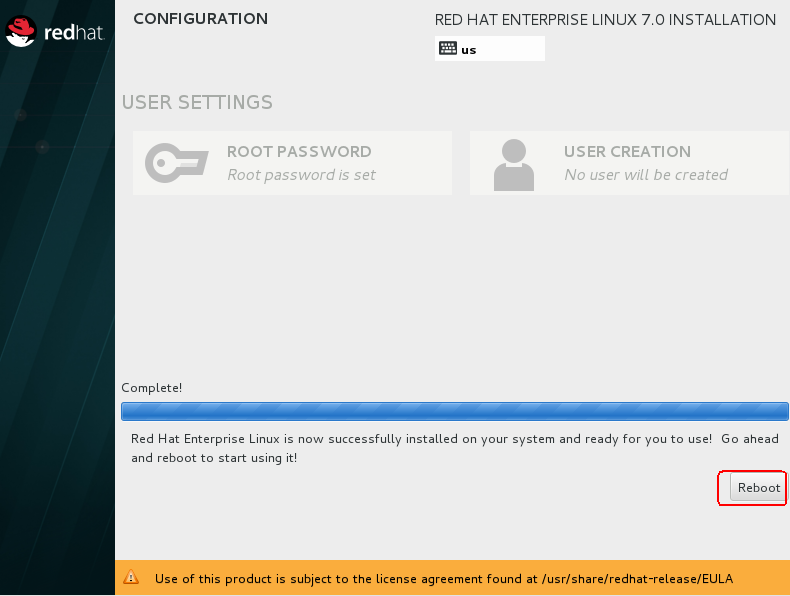 redhat.
CONFIGURATION
RED HAT ENTERPRISE LINUX 7.0 INSTALLATION
us
USER SETTINGS
ROOT PASSWORD
Root password is set
USER CREATION
No user will be created
Complete!
Red Hat Enterprise Linux is now successfully installed on your system and ready for you to use! Go ahead
and reboot to start using it!
Reboot
Use of this product is subject to the license agreement found at /usr/share/redhat-release/EULA